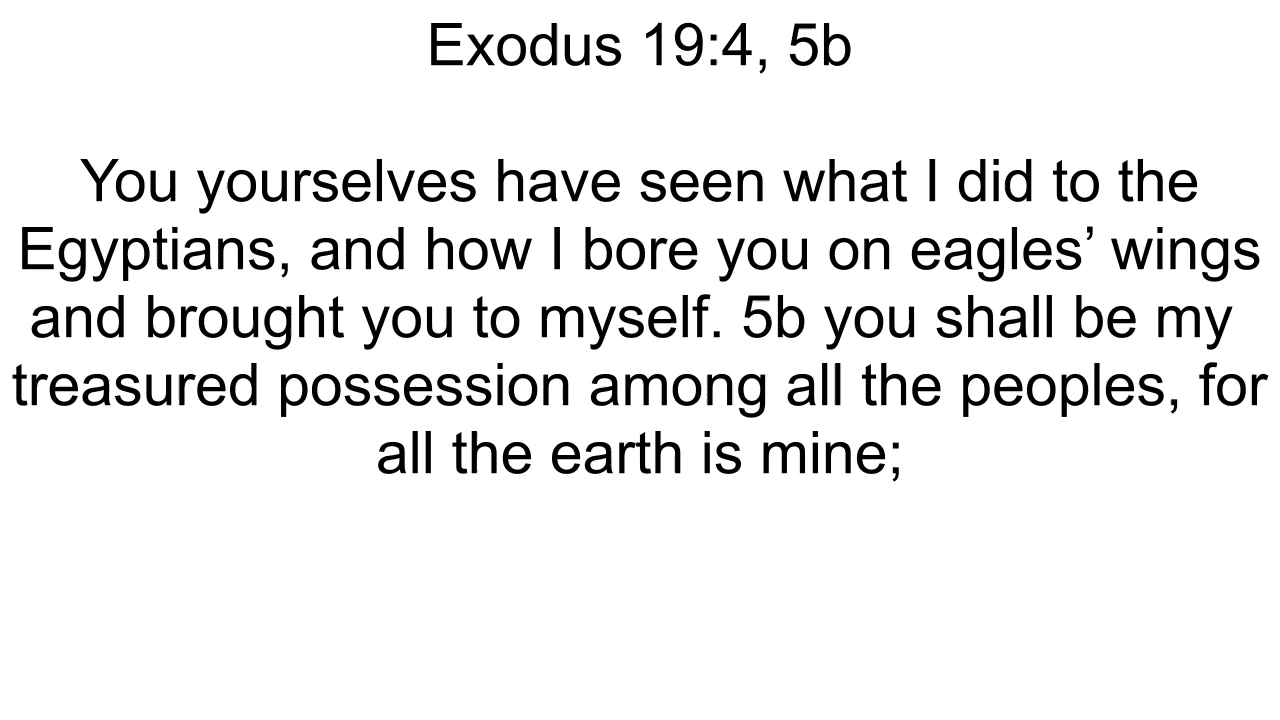 Exodus 19:4, 5b
You yourselves have seen what I did to the
Egyptians, and how I bore you on eagles’ wings
and brought you to myself. 5b you shall be my
treasured possession among all the peoples, for
all the earth is mine;